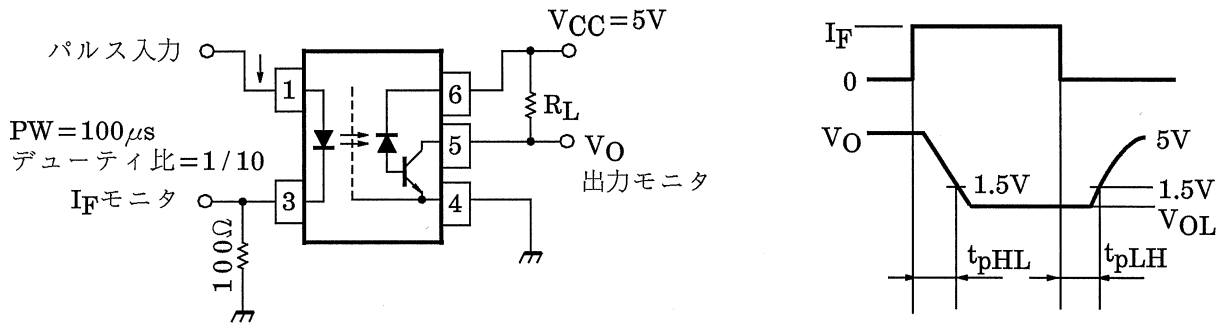 パルス入力
PW=100μs
デューティ比=1/10
IFモニタ
100Ω
1
3
6
5
4
VCC=5V
RL
VO
出力モニタ
IF
0
VO
5V
1.5V
1.5V
VOL
tpHL
tpLH